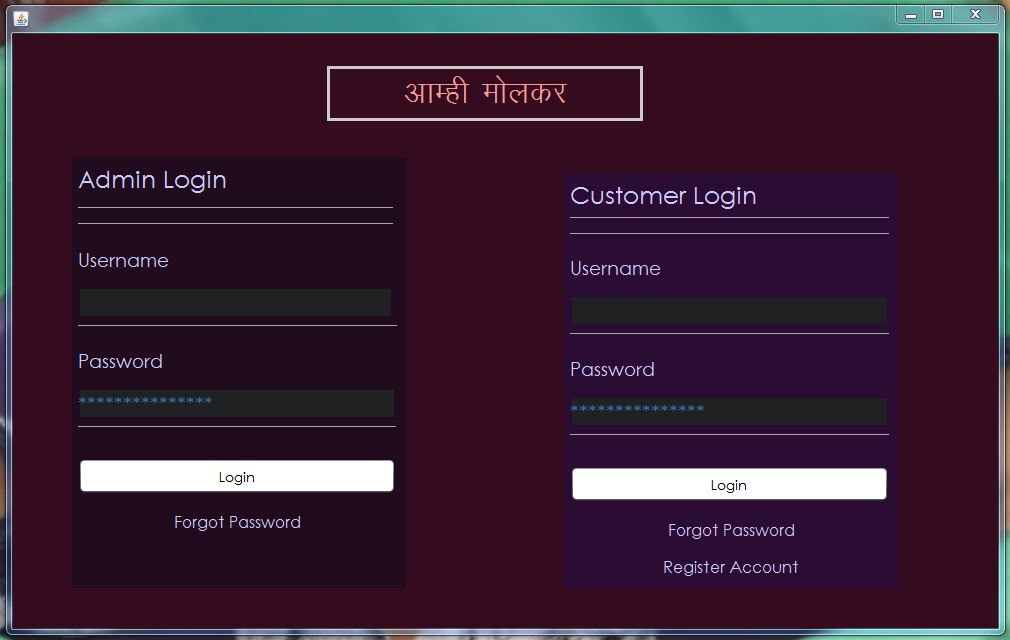 आम्ही मोलकर
Admin Login
Username
Password
***************
Login
Forgot Password
Customer Login
Username
Password
***************
Login
Forgot Password
Register Account